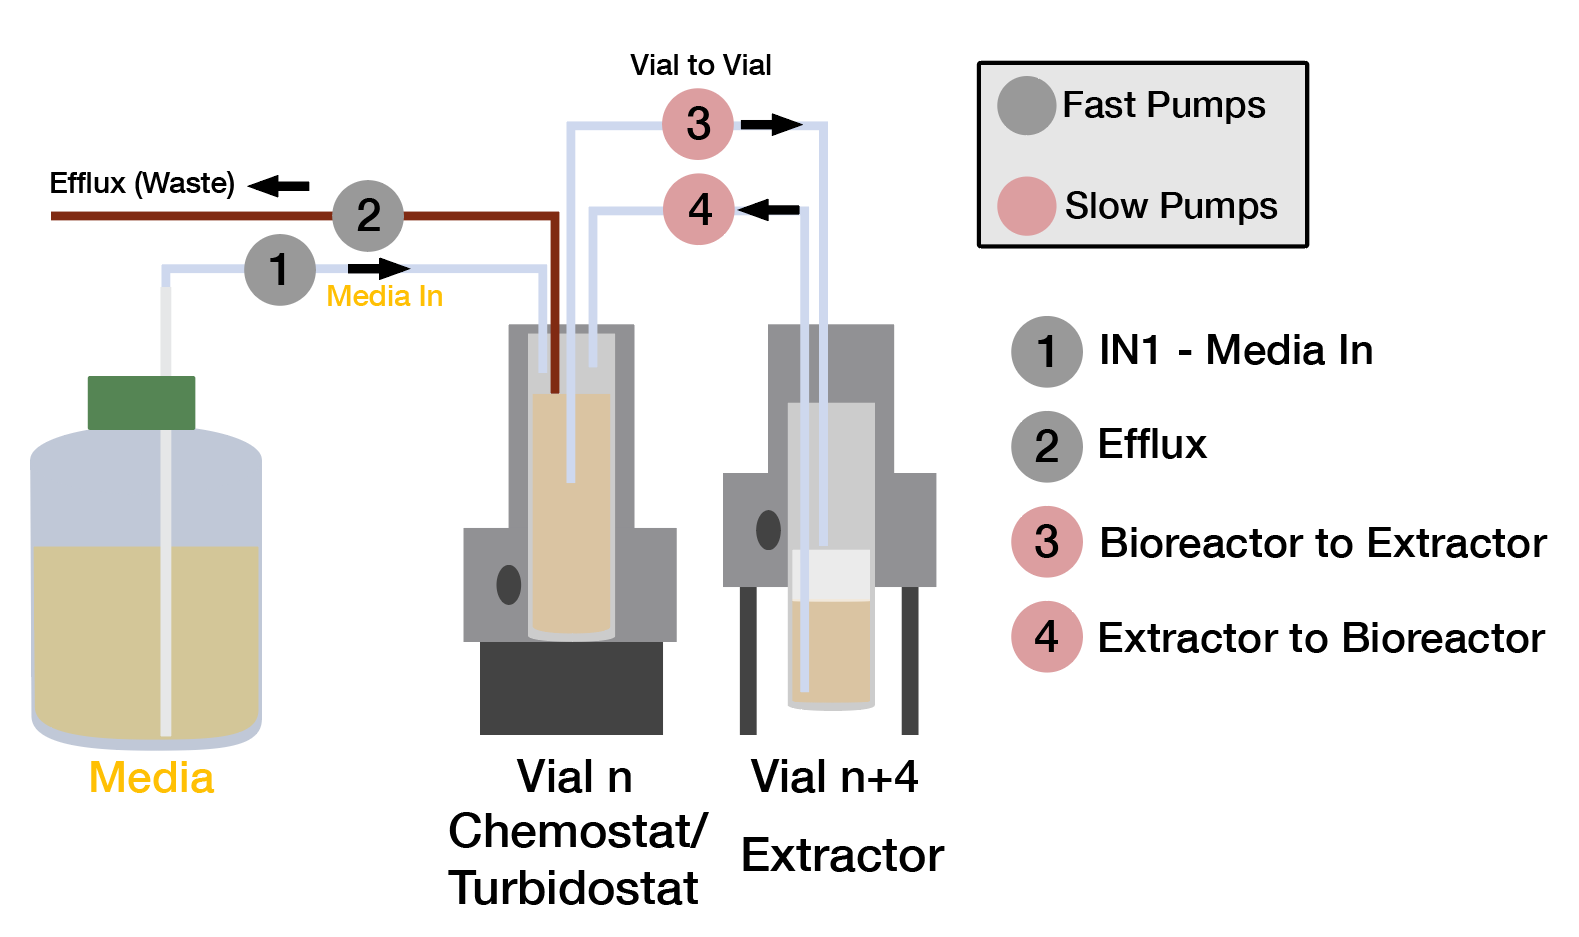 Vial to Vial
3
4
Efflux (Waste)
2
1
Media In
Fast Pumps
Slow Pumps
1 IN1 - Media In
2 Efflux
3 Bioreactor to Extractor
4 Extractor to Bioreactor
Media
Vial n
Chemostat/
Turbidostat
Vial n+4
Extractor